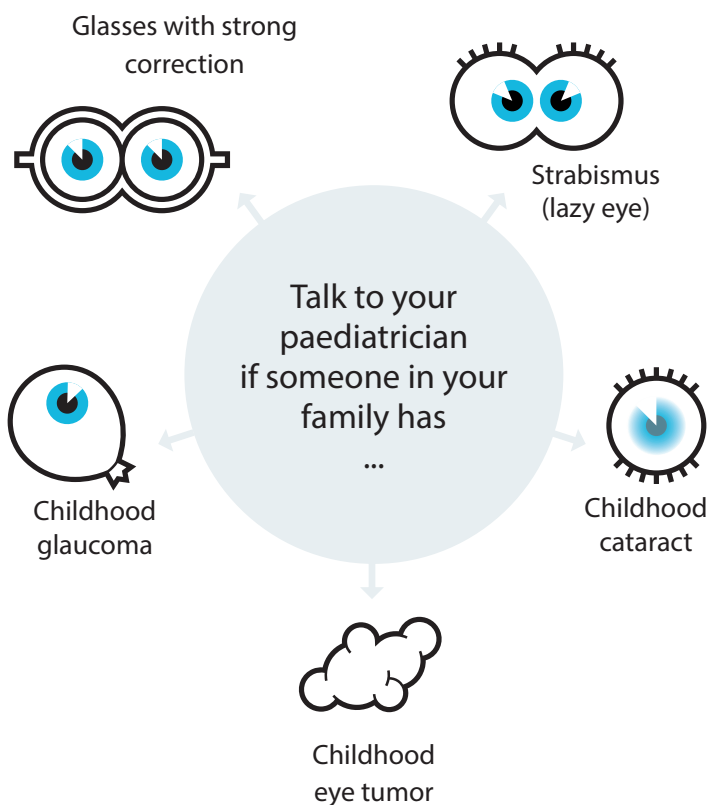 Glasses with strong
correction
Strabismus
(lazy eye)
Talk to your
paediatrician
if someone in your
family has
...
Childhood
glaucoma
Childhood
cataract
Childhood
eye tumor